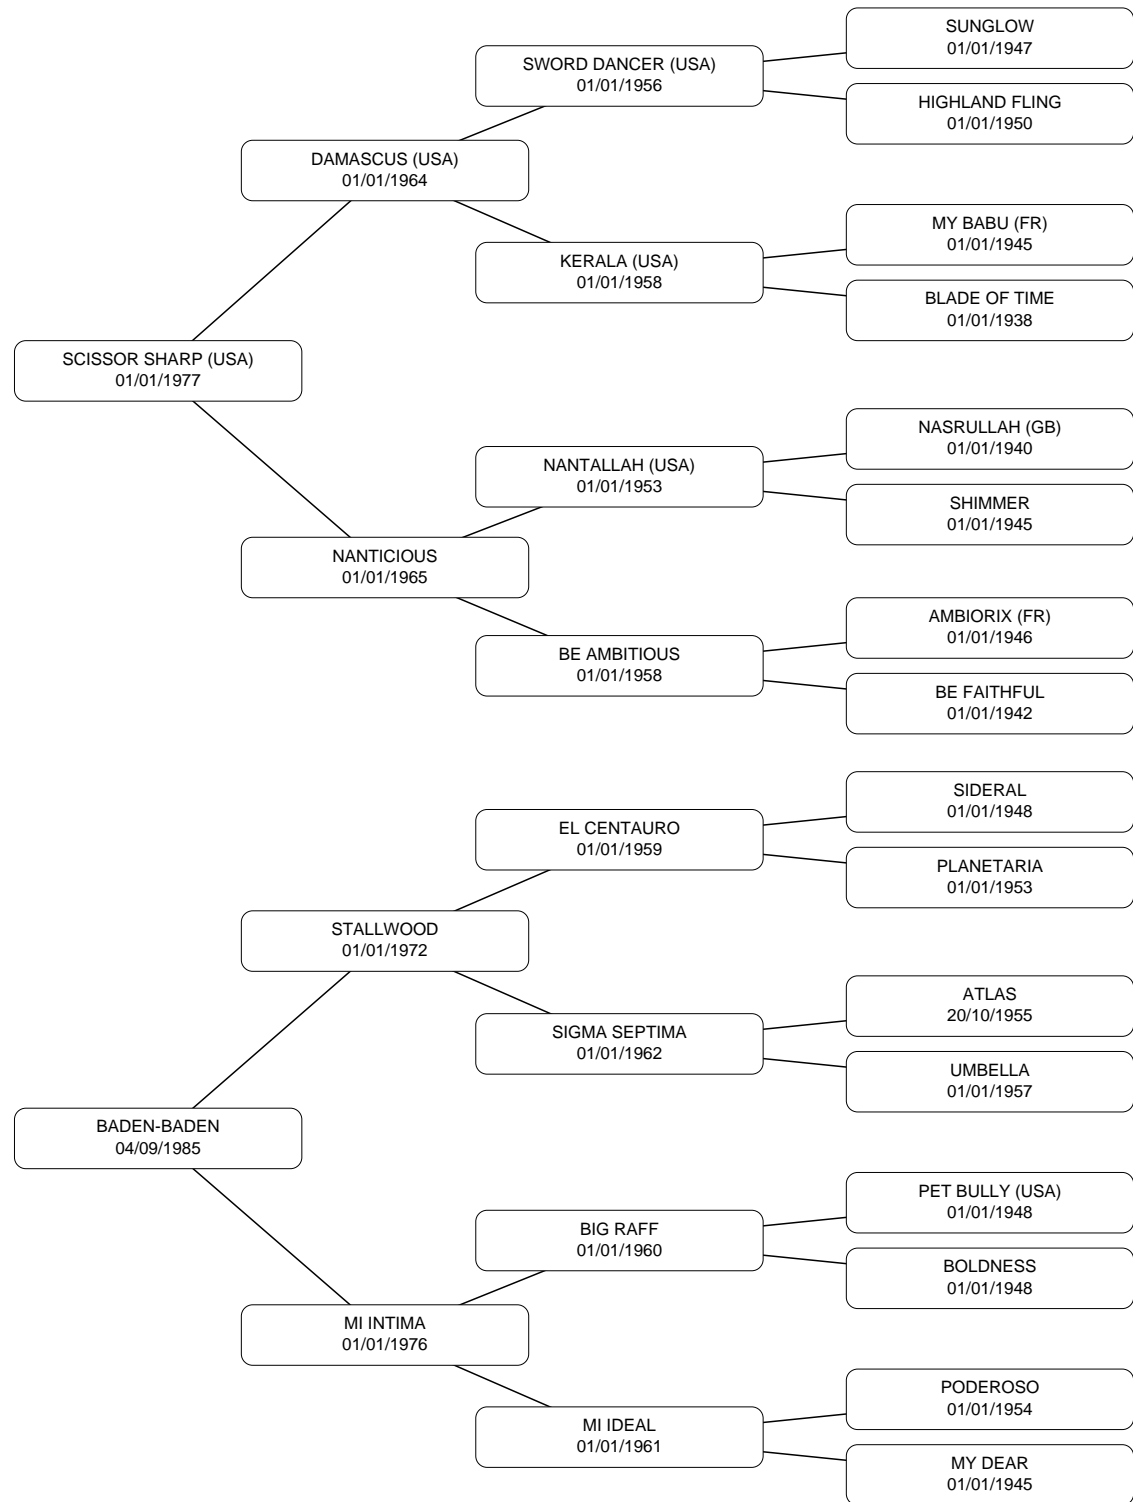 SUNGLOW
01/01/1947
SWORD DANCER (USA)
01/01/1956
HIGHLAND FLING
01/01/1950
DAMASCUS (USA)
01/01/1964
MY BABU (FR)
01/01/1945
KERALA (USA)
01/01/1958
BLADE OF TIME
01/01/1938
SCISSOR SHARP (USA)
01/01/1977
NASRULLAH (GB)
01/01/1940
NANTALLAH (USA)
01/01/1953
SHIMMER
01/01/1945
NANTICIOUS
01/01/1965
AMBIORIX (FR)
01/01/1946
BE AMBITIOUS
01/01/1958
BE FAITHFUL
01/01/1942
SIDERAL
01/01/1948
EL CENTAURO
01/01/1959
PLANETARIA
01/01/1953
STALLWOOD
01/01/1972
ATLAS
20/10/1955
SIGMA SEPTIMA
01/01/1962
UMBELLA
01/01/1957
BADEN-BADEN
04/09/1985
PET BULLY (USA)
01/01/1948
BIG RAFF
01/01/1960
BOLDNESS
01/01/1948
MI INTIMA
01/01/1976
PODEROSO
01/01/1954
MI IDEAL
01/01/1961
MY DEAR
01/01/1945